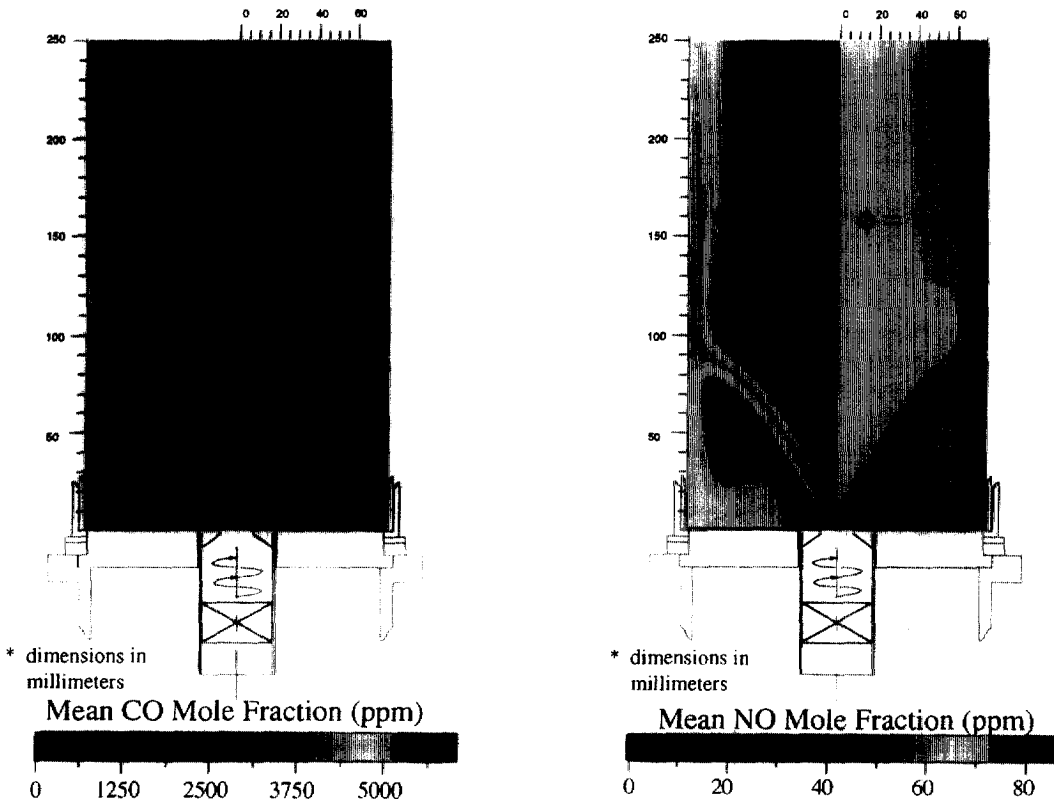 0 20 40 60
250
200
150
100
50
* dimensions in
millimeters
Mean CO Mole Fraction (ppm)
0 1250 2500 3750 5000
0 20 40 60
250
200
150
100
50
* dimensions in
millimeters
Mean NO Mole Fraction (ppm)
0 20 40 60 80